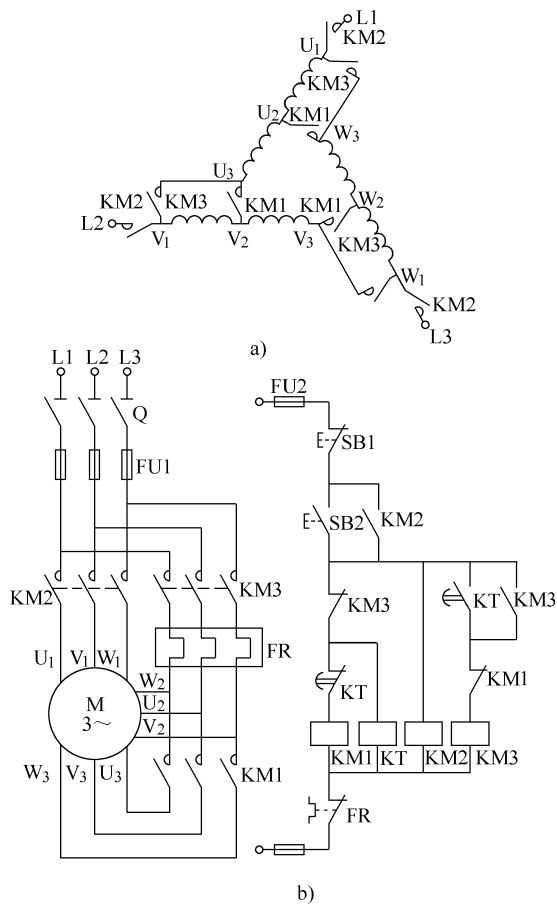 L1
KM2
U1
KM3
U2 KM1
W3
U3
KM2 KM3 KM1 KM1 W2
L2
V1 V2 V3 KM3
W1
KM2
L3
a)
L1 L2 L3
Q
FU1
KM2 KM3
FR
U1 V1 W1
W2
M U2
3～ V2
W3 V3 U3 KM1
FU2
SB1
SB2 KM2
KM3 KT KM3
KT KM1
KM1 KT KM2 KM3
FR
b)